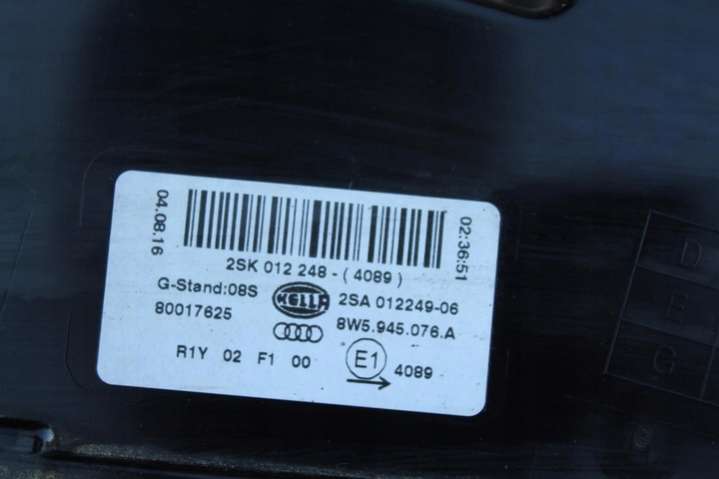 04.08.16
02:36:51
2SK 012 248 - ( 4089 )
G-Stand:08S HELLA 2SA 012249-06
80017625 8W5.945.076.A
R1Y 02 F1 00 E1 4089
D
E
G